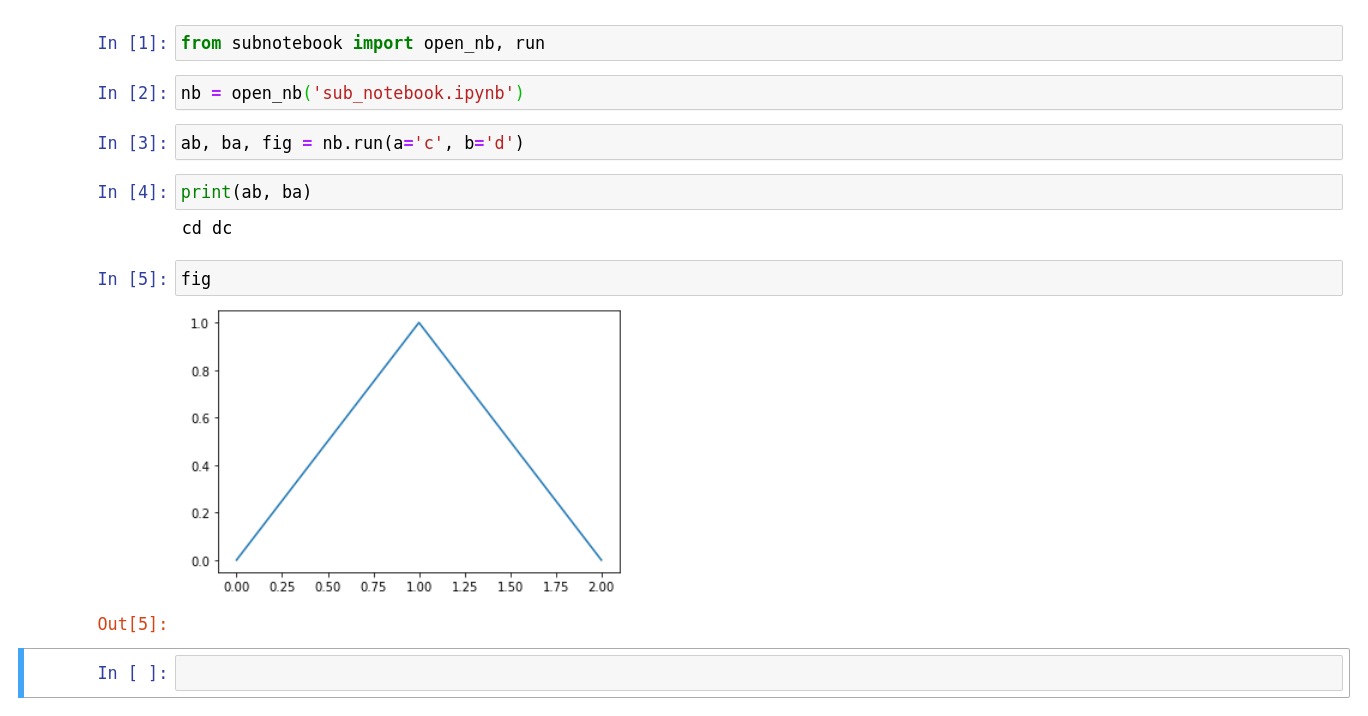 In [1]: from subnotebook import open_nb, run
In [2]: nb = open_nb('sub_notebook.ipynb')
In [3]: ab, ba, fig = nb.run(a='c', b='d')
In [4]: print(ab, ba)
cd dc
In [5]: fig
1.0
0.8
0.6
0.4
0.2
0.0
0.00 0.25 0.50 0.75 1.00 1.25 1.50 1.75 2.00
Out[5]:
In [ ]: